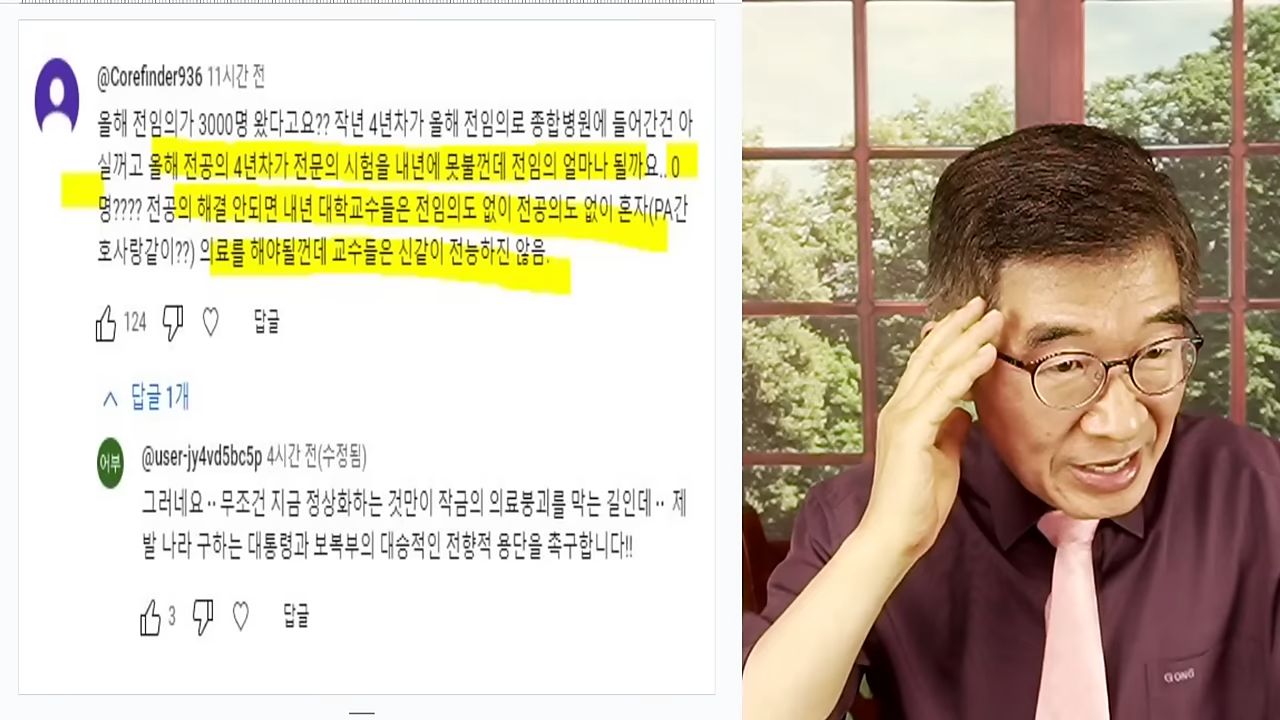 @Corefinder936 11시간 전
올해 전임의가 3000명 왔다고요?? 작년 4년차가 올해 전임의로 종합병원에 들어간건 아
실꺼고 올해 전공의 4년차가 전문의 시험을 내년에 못볼껀데 전임의 얼마나 될까요.. 0
명???? 전공의 해결 안되면 내년 대학교수들은 전임의도 없이 전공의도 없이 혼자(PA간
호사랑같이??) 의료를 해야될껀데 교수들은 신같이 전능하진 않음.
124 답글
답글 1개
어부
@user-jy4vd5bc5p 4시간 전(수정됨)
그러네요·· 무조건 지금 정상화하는 것만이 작금의 의료붕괴를 막는 길인데·· 제
발 나라 구하는 대통령과 보복부의 대승적인 전향적 용단을 촉구합니다!!
3 답글
GONG